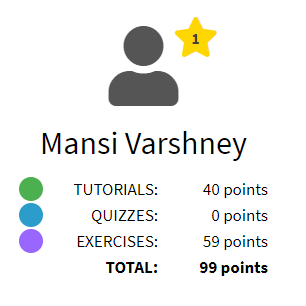 1
Mansi Varshney
TUTORIALS: 40 points
QUIZZES: 0 points
EXERCISES: 59 points
TOTAL: 99 points